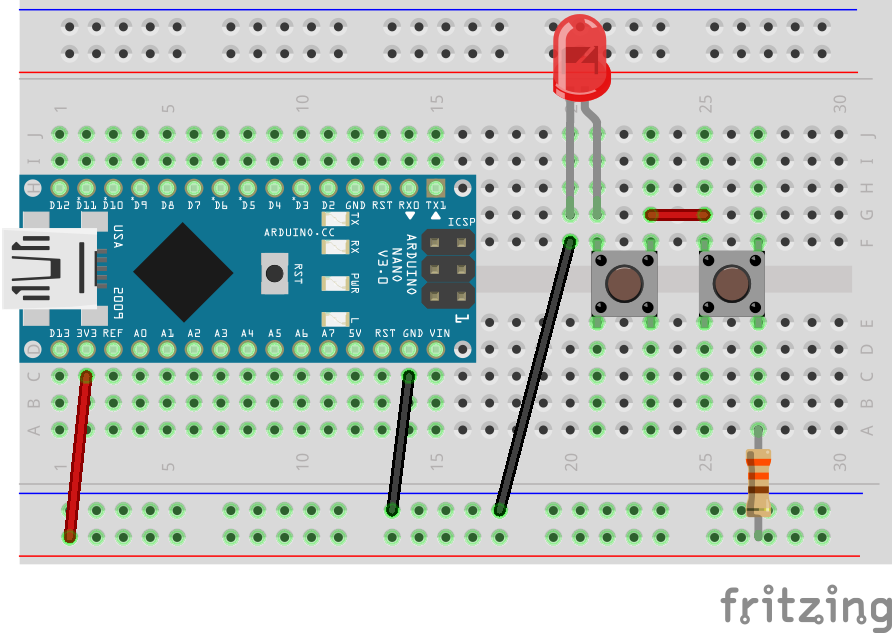 1 5 10 15 20 25 30
J J
I I
H H
G G
F F
D12 D11 D10 D9 D8 D7 D6 D5 D4 D3 D2 GND RST RX0 TX1
ICSP
TX
RX
PWR
L
ARDUINO.CC
RST
ARDUINO
NANO
V3.0
USA
2009
1
D13 3V3 REF A0 A1 A2 A3 A4 A5 A6 A7 5V RST GND VIN
E E
D D
C C
B B
A A
1 5 10 15 20 25 30
fritzing